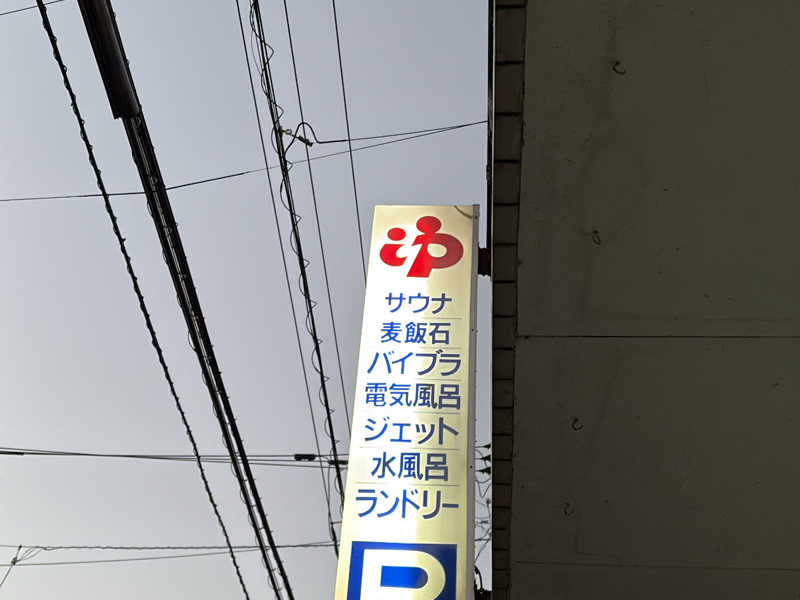 ゆ
サウナ
麦飯石
バイブラ
電気風呂
ジェット
水風呂
ランドリー
P